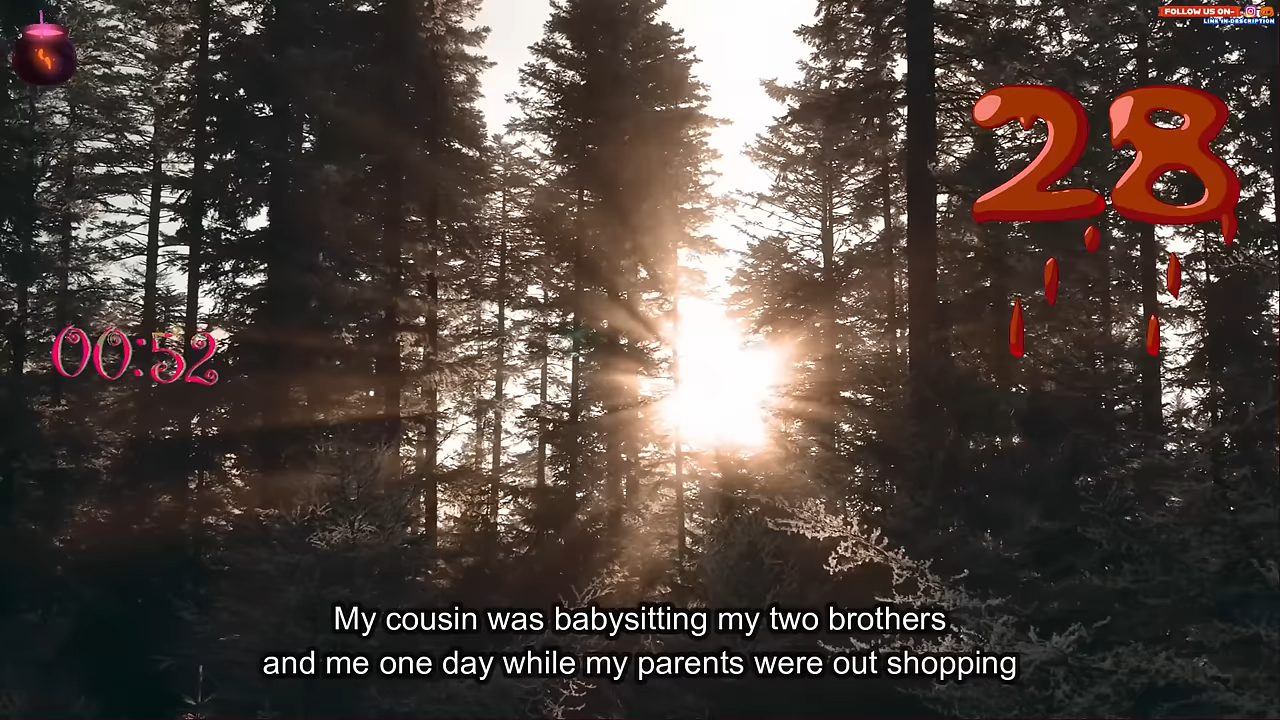 FOLLOW US ON-
LINK IN DESCRIPTION
28
00:52
My cousin was babysitting my two brothers
and me one day while my parents were out shopping